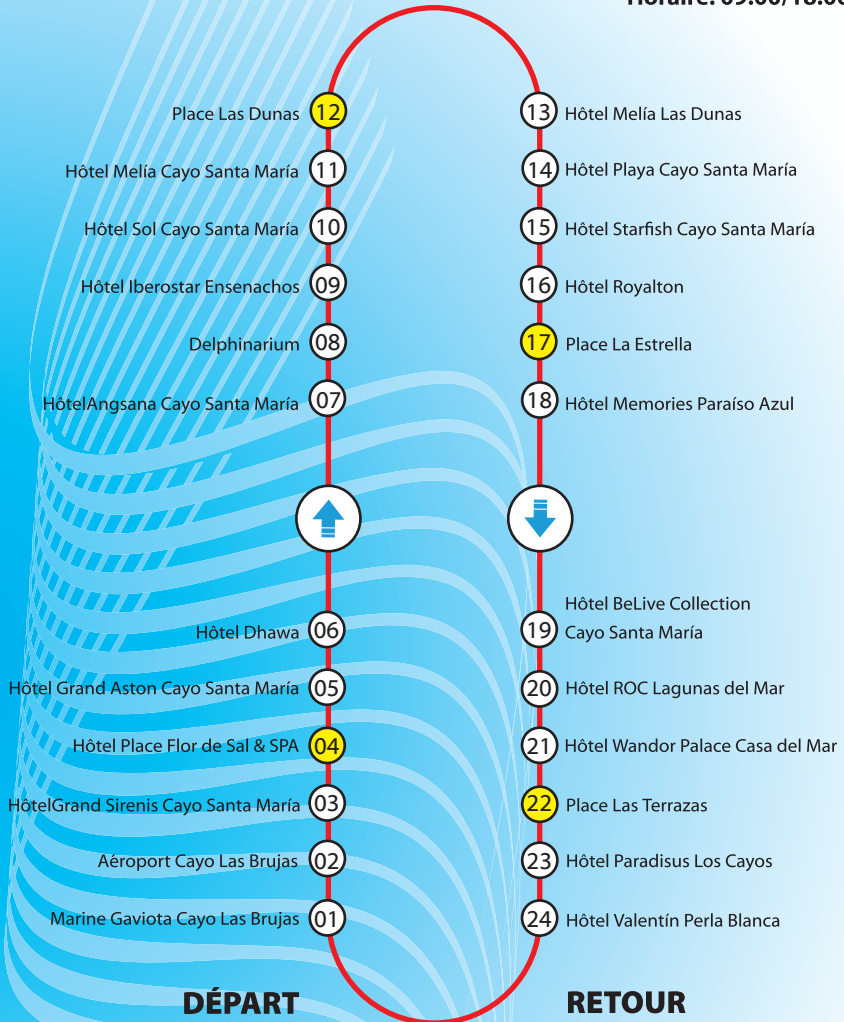 Horaire: 09:00/18:00
12 Place Las Dunas
11 Hôtel Melía Cayo Santa María
10 Hôtel Sol Cayo Santa María
09 Hôtel Iberostar Ensenachos
08 Delphinarium
07 HôtelAngsana Cayo Santa María
06 Hôtel Dhawa
05 Hôtel Grand Aston Cayo Santa María
04 Hôtel Place Flor de Sal & SPA
03 HôtelGrand Sirenis Cayo Santa María
02 Aéroport Cayo Las Brujas
01 Marine Gaviota Cayo Las Brujas
DÉPART
13 Hôtel Melía Las Dunas
14 Hôtel Playa Cayo Santa María
15 Hôtel Starfish Cayo Santa María
16 Hôtel Royalton
17 Place La Estrella
18 Hôtel Memories Paraíso Azul
Hôtel BeLive Collection
19 Cayo Santa María
20 Hôtel ROC Lagunas del Mar
21 Hôtel Wandor Palace Casa del Mar
22 Place Las Terrazas
23 Hôtel Paradisus Los Cayos
24 Hôtel Valentín Perla Blanca
RETOUR